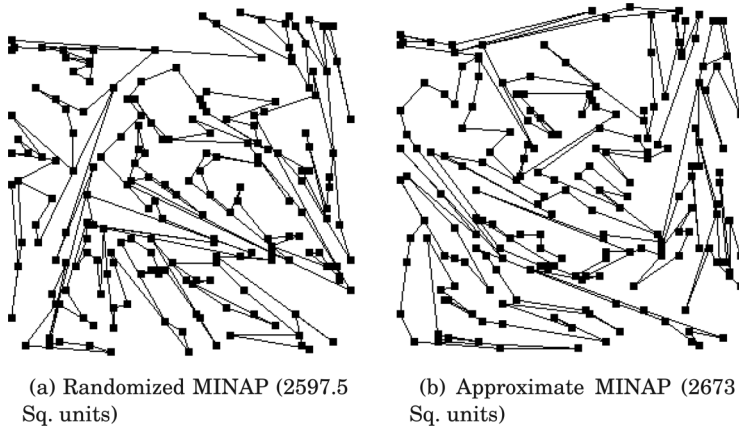 (a) Randomized MINAP (2597.5
Sq. units)
(b) Approximate MINAP (2673
Sq. units)